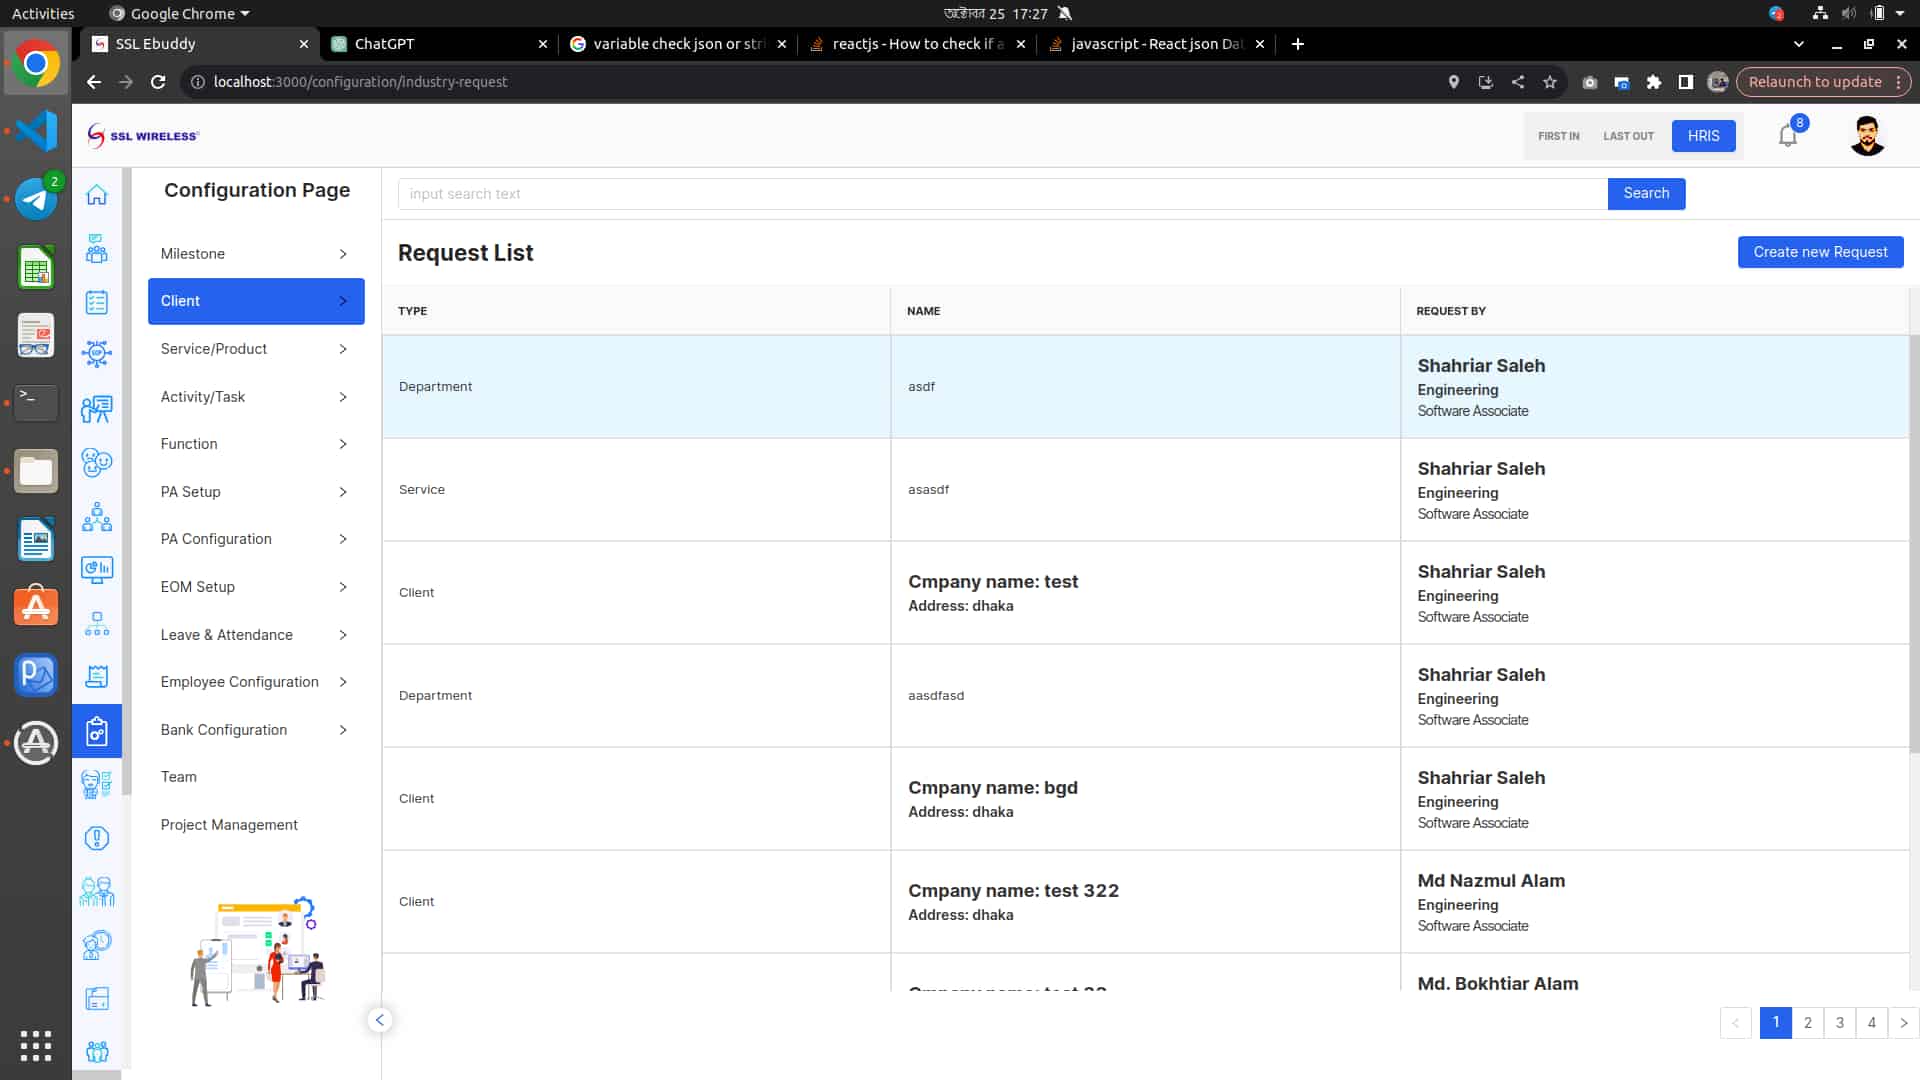 Activities
Google Chrome
অক্টোবর 25 17:27
SSL Ebuddy
ChatGPT
variable check json or stri
reactjs - How to check if a
javascript - React json Da
localhost:3000/configuration/industry-request
Relaunch to update
2
SSL WIRELESS
FIRST IN
LAST OUT
HRIS
8
Configuration Page
input search text
Search
Milestone
Client
Service/Product
Activity/Task
Function
PA Setup
PA Configuration
EOM Setup
Leave & Attendance
Employee Configuration
Bank Configuration
Team
Project Management
Request List
Create new Request
TYPE
NAME
REQUEST BY
Department
asdf
Shahriar Saleh
Engineering
Software Associate
Service
asasdf
Shahriar Saleh
Engineering
Software Associate
Client
Cmpany name: test
Address: dhaka
Shahriar Saleh
Engineering
Software Associate
Department
aasdfasd
Shahriar Saleh
Engineering
Software Associate
Client
Cmpany name: bgd
Address: dhaka
Shahriar Saleh
Engineering
Software Associate
Client
Cmpany name: test 322
Address: dhaka
Md Nazmul Alam
Engineering
Software Associate
Md. Bokhtiar Alam
1
2
3
4